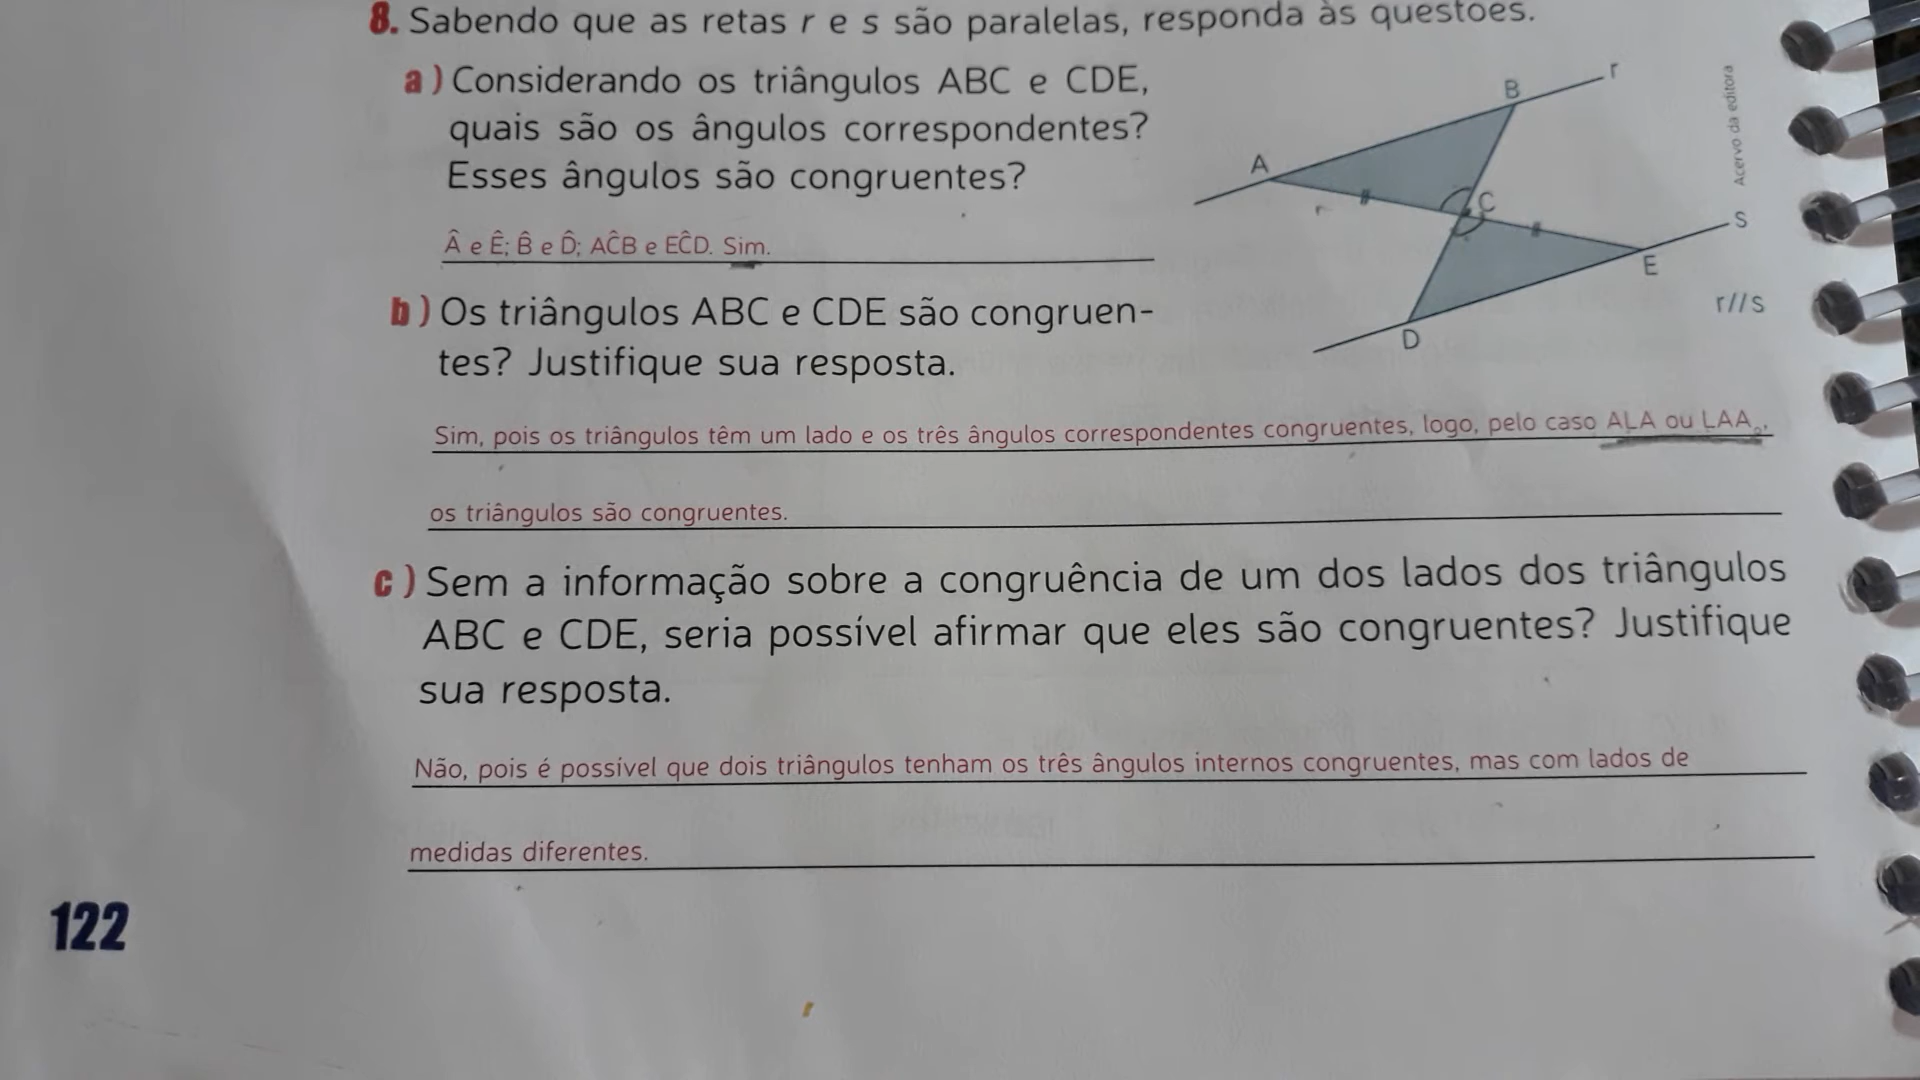 8. Sabendo que as retas r e s são paralelas, responda às questões.
a) Considerando os triângulos ABC e CDE,
quais são os ângulos correspondentes?
Esses ângulos são congruentes?
Â e Ê; B̂ e D̂; AĈB e EĈD. Sim.
A
B
r
C
S
E
D
r//s
Acervo da editora
b) Os triângulos ABC e CDE são congruen-
tes? Justifique sua resposta.
Sim, pois os triângulos têm um lado e os três ângulos correspondentes congruentes, logo, pelo caso ALA ou LAAₒ,
os triângulos são congruentes.
c) Sem a informação sobre a congruência de um dos lados dos triângulos
ABC e CDE, seria possível afirmar que eles são congruentes? Justifique
sua resposta.
Não, pois é possível que dois triângulos tenham os três ângulos internos congruentes, mas com lados de
medidas diferentes.
122